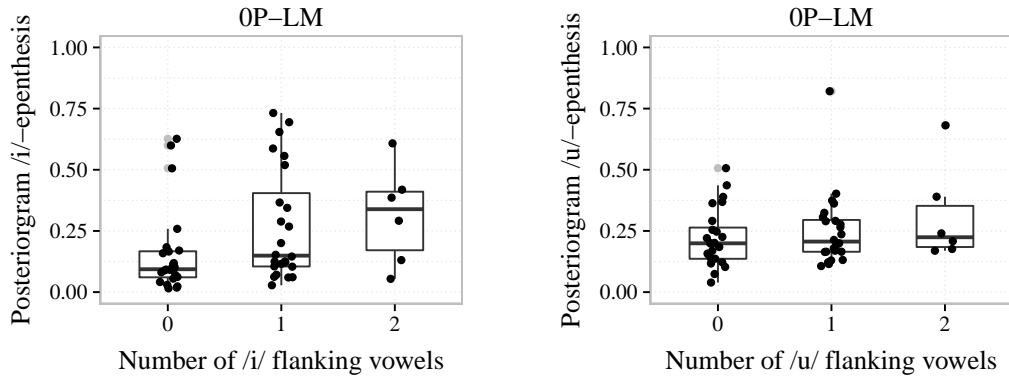 0P−LM
Posteriorgram /i/−epenthesis
1.00
0.75
0.50
0.25
0.00
0 1 2
Number of /i/ flanking vowels
0P−LM
Posteriorgram /u/−epenthesis
1.00
0.75
0.50
0.25
0.00
0 1 2
Number of /u/ flanking vowels